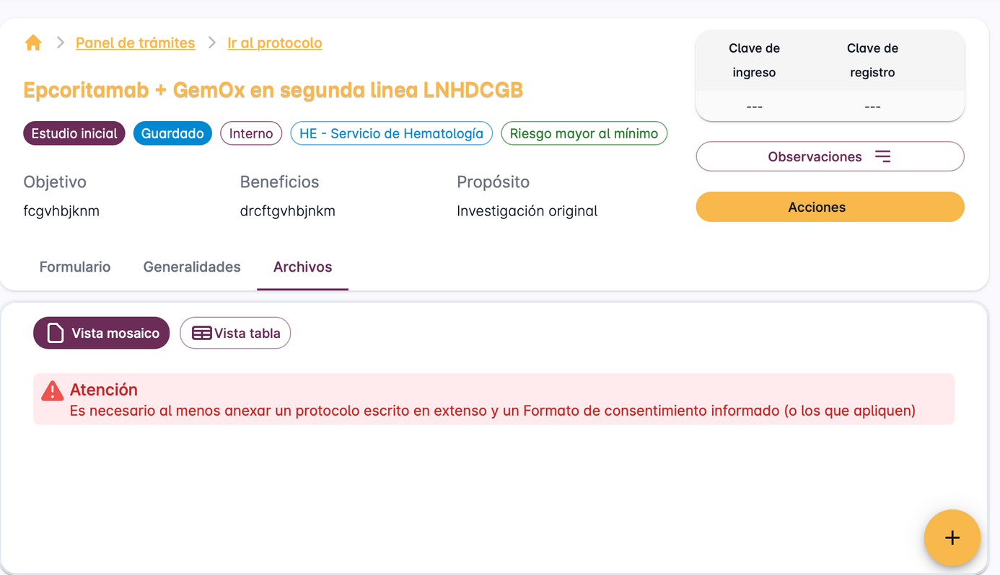 Panel de trámites
Ir al protocolo
Epcoritamab + GemOx en segunda linea LNHDCGB
Estudio inicial
Guardado
Interno
HE - Servicio de Hematología
Riesgo mayor al mínimo
Objetivo
fcgvhbjknm
Beneficios
drcftgvhbjnkm
Propósito
Investigación original
Clave de
ingreso
---
Clave de
registro
---
Observaciones
Acciones
Formulario
Generalidades
Archivos
Vista mosaico
Vista tabla
Atención
Es necesario al menos anexar un protocolo escrito en extenso y un Formato de consentimiento informado (o los que apliquen)
+